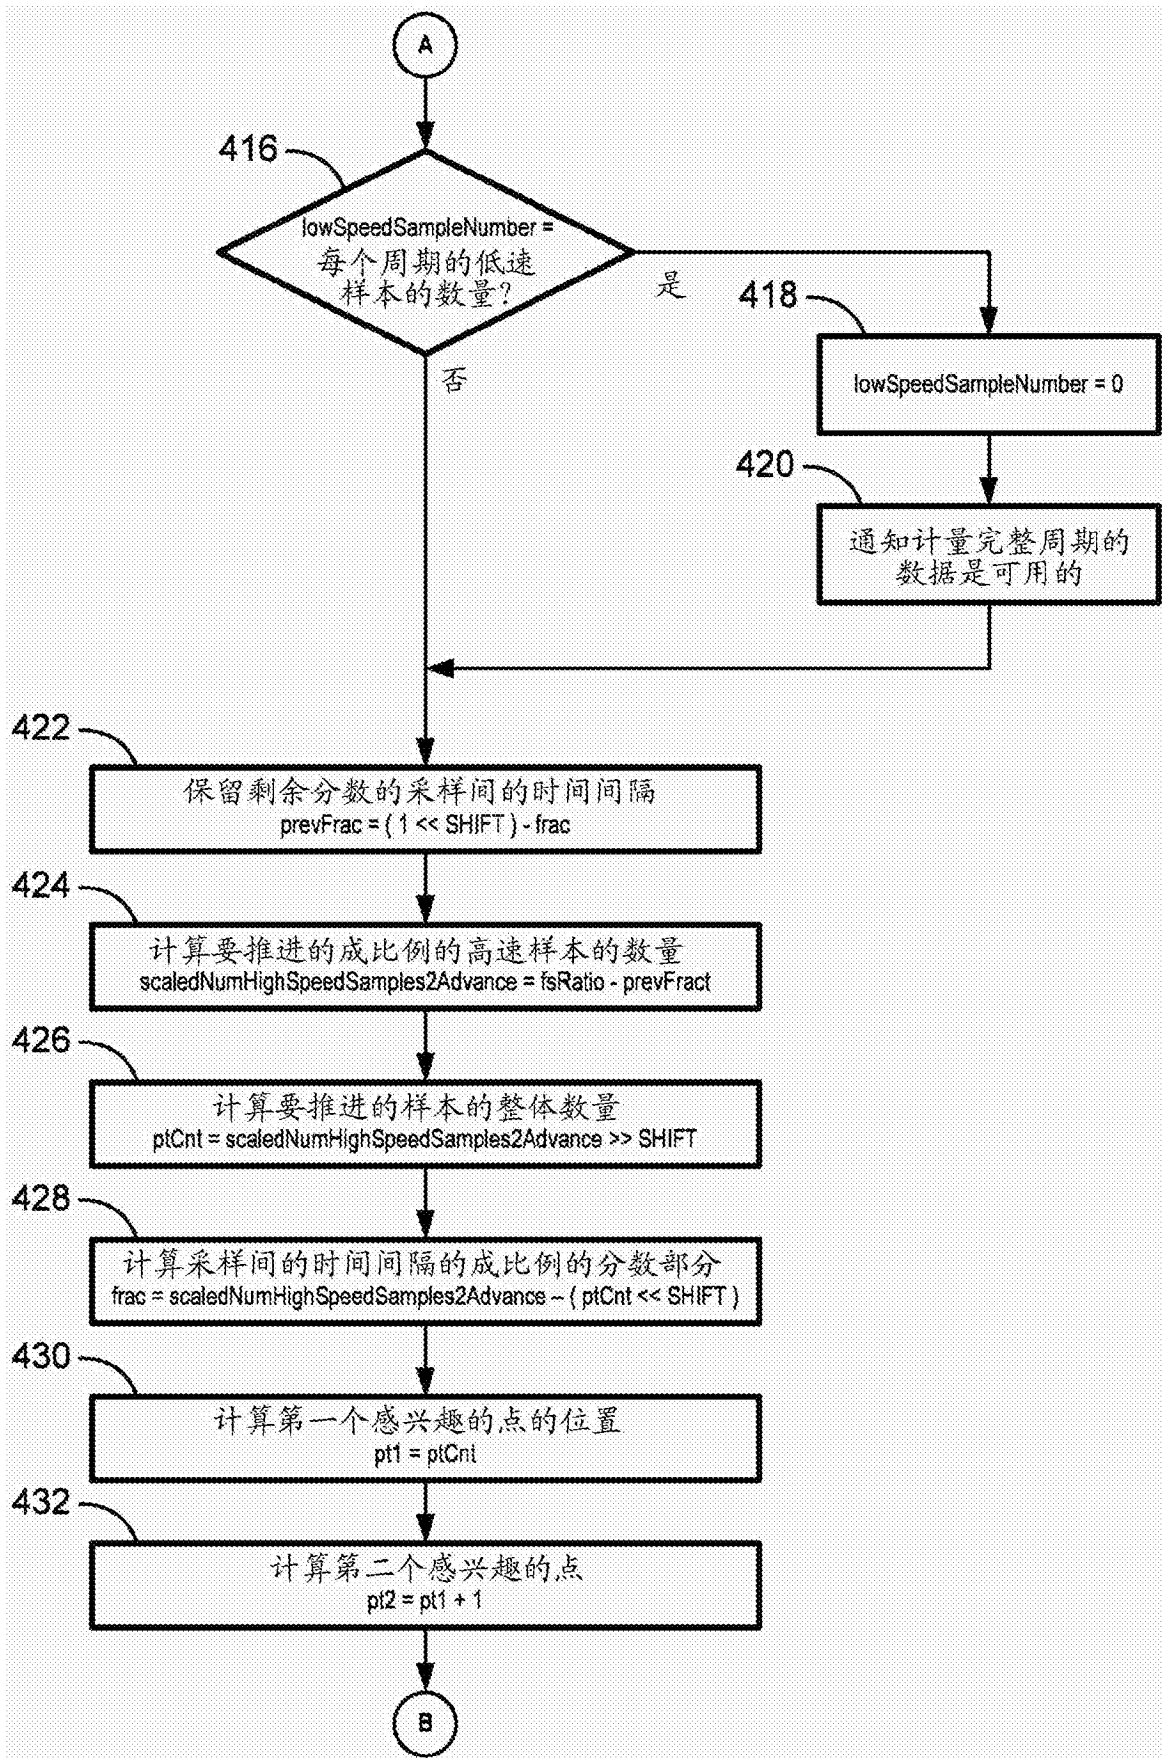 A
416
lowSpeedSampleNumber =
每个周期的低速
样本的数量?
是
418
否
lowSpeedSampleNumber = 0
420
通知计量完整周期的
数据是可用的
422
保留剩余分数的采样间的时间间隔
prevFrac = ( 1 << SHIFT ) - frac
424
计算要推进的成比例的高速样本的数量
scaledNumHighSpeedSamples2Advance = fsRatio - prevFract
426
计算要推进的样本的整体数量
ptCnt = scaledNumHighSpeedSamples2Advance >> SHIFT
428
计算采样间的时间间隔的成比例的分数部分
frac = scaledNumHighSpeedSamples2Advance – ( ptCnt << SHIFT )
430
计算第一个感兴趣的点的位置
pt1 = ptCnt
432
计算第二个感兴趣的点
pt2 = pt1 + 1
B